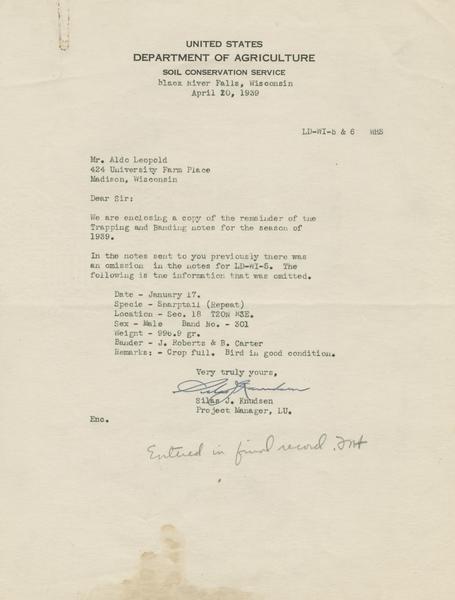 UNITED STATES
DEPARTMENT OF AGRICULTURE
SOIL CONSERVATION SERVICE
Black River Falls, Wisconsin
April 20, 1939
LD-WI-5 & 6 WHS
Mr. Aldo Leopold
424 University Farm Place
Madison, Wisconsin
Dear Sir:
We are enclosing a copy of the remainder of the
Trapping and Banding notes for the season of
1939.
In the notes sent to you previously there was
an omission in the notes for LD-WI-5. The
following is the information that was omitted.
Date - January 17.
Specie - Sharptail (Repeat)
Location - Sec. 18 T20N R3E.
Sex - Male Band No. - 301
Weight - 996.9 gr.
Bander - J. Roberts & B. Carter
Remarks: - Crop full. Bird in good condition.
Very truly yours,
Silas J. Knudsen
Silas J. Knudsen
Project Manager, LU.
Enc.
Entered in final record.